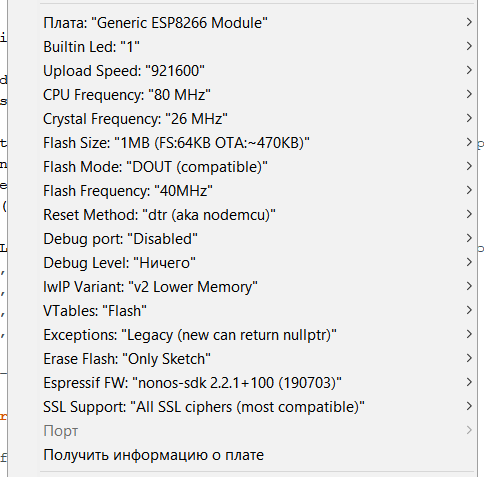 Плата: "Generic ESP8266 Module"
Builtin Led: "1"
Upload Speed: "921600"
CPU Frequency: "80 MHz"
Crystal Frequency: "26 MHz"
Flash Size: "1MB (FS:64KB OTA:~470KB)"
Flash Mode: "DOUT (compatible)"
Flash Frequency: "40MHz"
Reset Method: "dtr (aka nodemcu)"
Debug port: "Disabled"
Debug Level: "Ничего"
lwIP Variant: "v2 Lower Memory"
VTables: "Flash"
Exceptions: "Legacy (new can return nullptr)"
Erase Flash: "Only Sketch"
Espressif FW: "nonos-sdk 2.2.1+100 (190703)"
SSL Support: "All SSL ciphers (most compatible)"
Порт
Получить информацию о плате